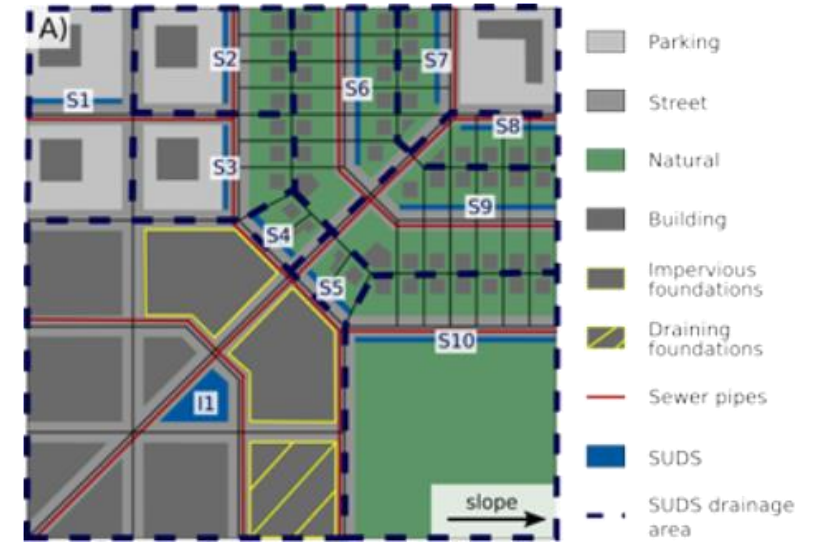 A)
S1
S2
S3
S4
S5
S6
S7
S8
S9
S10
I1
slope
Parking
Street
Natural
Building
Impervious
foundations
Draining
foundations
Sewer pipes
SUDS
SUDS drainage
area